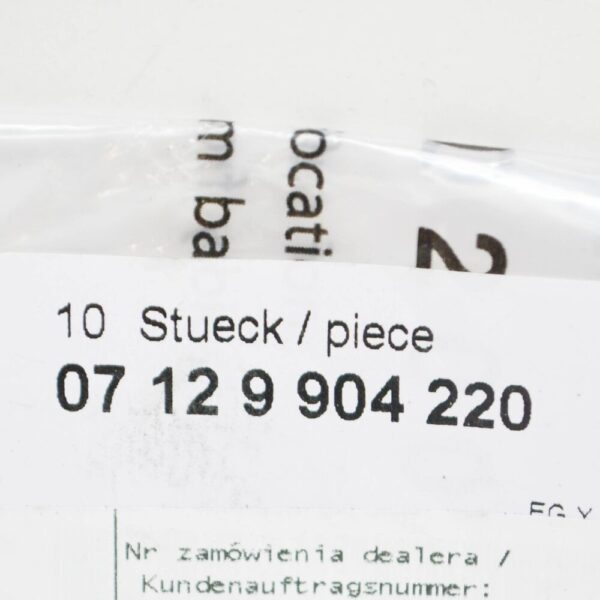 10 Stueck / piece
07 12 9 904 220
Nr zamówienia dealera /
Kundenauftragsnummer: